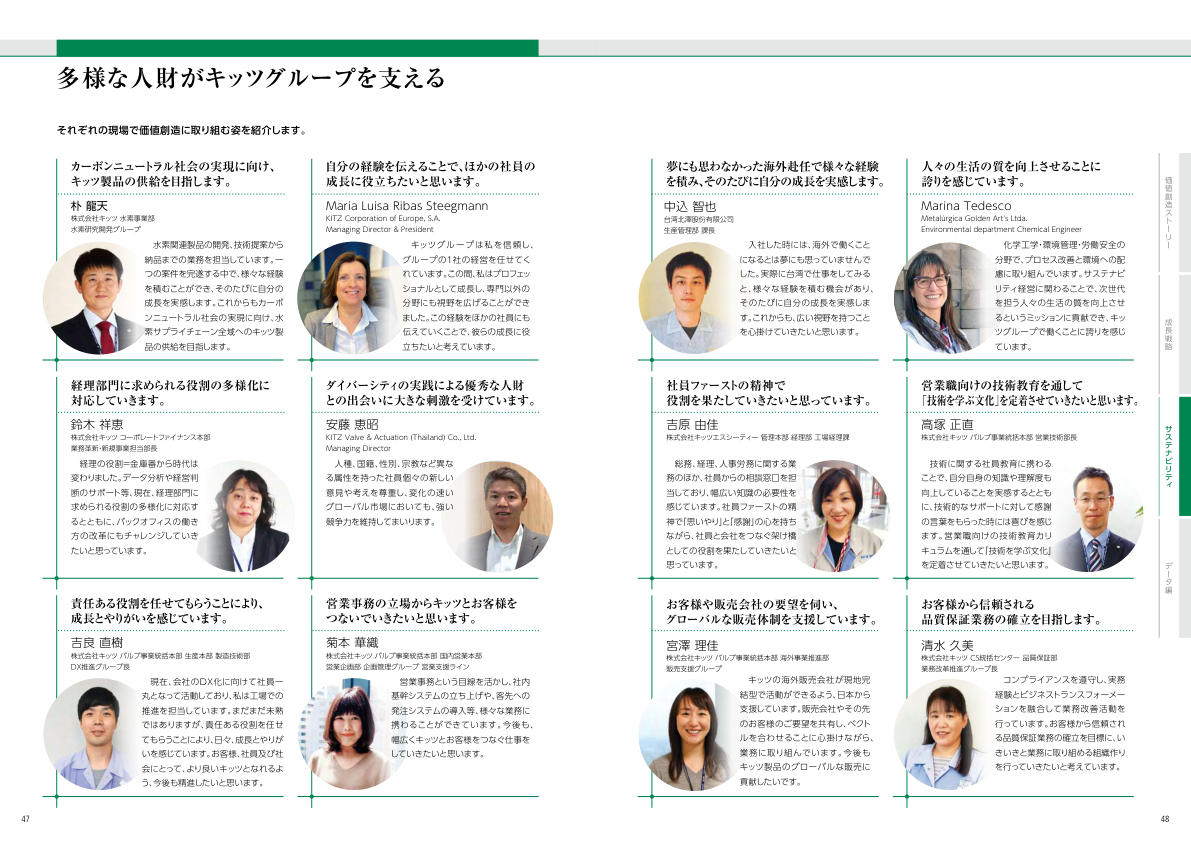 多様な人財がキッツグループを支える
それぞれの現場で価値創造に取り組む姿を紹介します。
カーボンニュートラル社会の実現に向け、
キッツ製品の供給を目指します。
朴 龍天
株式会社キッツ 水素事業部
水素研究開発グループ
水素関連製品の開発、技術提案から
納品までの業務を担当しています。一
つの案件を完遂する中で、様々な経験
を積むことができ、そのたびに自分の
成長を実感します。これからもカーボ
ンニュートラル社会の実現に向け、水
素サプライチェーン全域へのキッツ製
品の供給を目指します。
自分の経験を伝えることで、ほかの社員の
成長に役立ちたいと思います。
Maria Luisa Ribas Steegmann
KITZ Corporation of Europe, S.A.
Managing Director & President
キッツグループは私を信頼し、
グループの1社の経営を任せてく
れています。この間、私はプロフェッ
ショナルとして成長し、専門以外の
分野にも視野を広げることができ
ました。この経験をほかの社員にも
伝えていくことで、彼らの成長に役
立ちたいと考えています。
夢にも思わなかった海外赴任で様々な経験
を積み、そのたびに自分の成長を実感します。
中込 智也
台湾北澤股份有限公司
生産管理部 課長
入社した時には、海外で働くこと
になるとは夢にも思っていませんで
した。実際に台湾で仕事をしてみる
と、様々な経験を積む機会があり、
そのたびに自分の成長を実感しま
す。これからも、広い視野を持つこと
を心掛けていきたいと思います。
人々の生活の質を向上させることに
誇りを感じています。
Marina Tedesco
Metalúrgica Golden Art's Ltda.
Environmental department Chemical Engineer
化学工学・環境管理・労働安全の
分野で、プロセス改善と環境への配
慮に取り組んでいます。サステナビ
リティ経営に関わることで、次世代
を担う人々の生活の質を向上させ
るというミッションに貢献でき、キッ
ツグループで働くことに誇りを感じ
ています。
経理部門に求められる役割の多様化に
対応していきます。
鈴木 祥恵
株式会社キッツ コーポレートファイナンス本部
業務革新・新規事業担当部長
経理の役割=金庫番から時代は
変わりました。データ分析や経営判
断のサポート等、現在、経理部門に
求められる役割の多様化に対応す
るとともに、バックオフィスの働き
方の改革にもチャレンジしていき
たいと思っています。
ダイバーシティの実践による優秀な人財
との出会いに大きな刺激を受けています。
安藤 恵昭
KITZ Valve & Actuation (Thailand) Co., Ltd.
Managing Director
人種、国籍、性別、宗教など異な
る属性を持った社員個々の新しい
意見や考えを尊重し、変化の速い
グローバル市場においても、強い
競争力を維持してまいります。
社員ファーストの精神で
役割を果たしていきたいと思っています。
吉原 由佳
株式会社キッツエスシーティー 管理本部 経理部 工場経理課
総務、経理、人事労務に関する業
務のほか、社員からの相談窓口を担
当しており、幅広い知識の必要性を
感じています。社員ファーストの精
神で「思いやり」と「感謝」の心を持ち
ながら、社員と会社をつなぐ架け橋
としての役割を果たしていきたいと
思っています。
営業職向けの技術教育を通して
「技術を学ぶ文化」を定着させていきたいと思います。
高塚 正直
株式会社キッツ バルブ事業統括本部 営業技術部長
技術に関する社員教育に携わる
ことで、自分自身の知識や理解度も
向上していることを実感するととも
に、技術的なサポートに対して感謝
の言葉をもらった時には喜びを感じ
ます。営業職向けの技術教育カリ
キュラムを通して「技術を学ぶ文化」
を定着させていきたいと思います。
責任ある役割を任せてもらうことにより、
成長とやりがいを感じています。
吉良 直樹
株式会社キッツ バルブ事業統括本部 生産本部 製造技術部
DX推進グループ長
現在、会社のDX化に向けて社員一
丸となって活動しており、私は工場での
推進を担当しています。まだまだ未熟
ではありますが、責任ある役割を任せ
てもらうことにより、日々、成長とやりが
いを感じています。お客様、社員及び社
会にとって、より良いキッツとなれるよ
う、今後も精進したいと思います。
営業事務の立場からキッツとお客様を
つないでいきたいと思います。
菊本 華織
株式会社キッツ バルブ事業統括本部 国内営業本部
営業企画部 企画管理グループ 営業支援ライン
営業事務という目線を活かし、社内
基幹システムの立ち上げや、客先への
発注システムの導入等、様々な業務に
携わることができています。今後も、
幅広くキッツとお客様をつなぐ仕事を
していきたいと思います。
お客様や販売会社の要望を伺い、
グローバルな販売体制を支援しています。
宮澤 理佳
株式会社キッツ バルブ事業統括本部 海外事業推進部
販売支援グループ
キッツの海外販売会社が現地完
結型で活動ができるよう、日本から
支援しています。販売会社やその先
のお客様のご要望を共有し、ベクト
ルを合わせることに心掛けながら、
業務に取り組んでいます。今後も
キッツ製品のグローバルな販売に
貢献したいです。
お客様から信頼される
品質保証業務の確立を目指します。
清水 久美
株式会社キッツ CS統括センター 品質保証部
業務改革推進グループ長
コンプライアンスを遵守し、実務
経験とビジネストランスフォーメー
ションを融合して業務改善活動を
行っています。お客様から信頼され
る品質保証業務の確立を目標に、い
きいきと業務に取り組める組織作り
を行っていきたいと考えています。
価値創造ストーリー
成長戦略
サステナビリティ
データ編
47
48